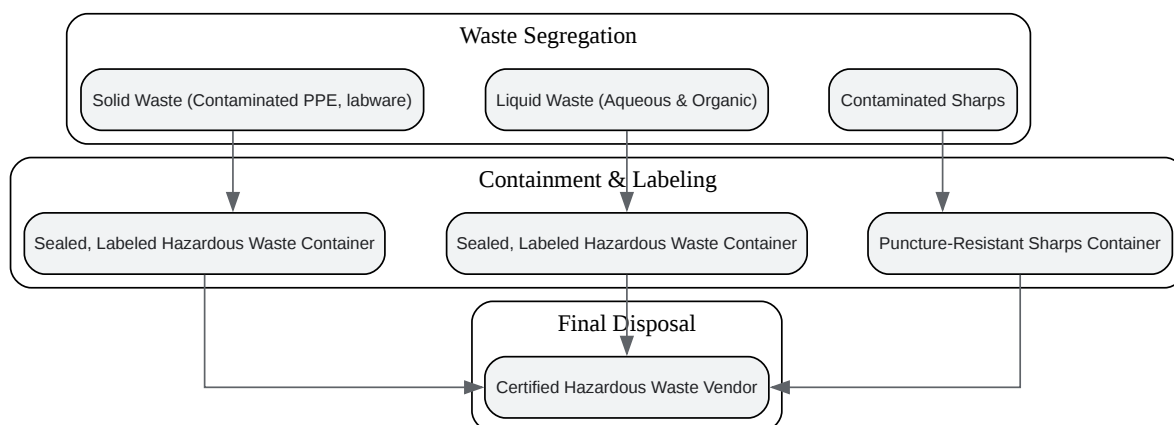 Waste Segregation
Solid Waste (Contaminated PPE, labware)
Liquid Waste (Aqueous & Organic)
Contaminated Sharps
Containment & Labeling
Sealed, Labeled Hazardous Waste Container
Sealed, Labeled Hazardous Waste Container
Puncture-Resistant Sharps Container
Final Disposal
Certified Hazardous Waste Vendor